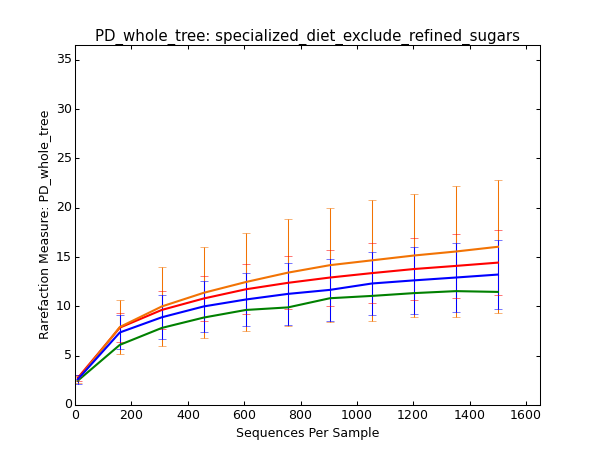 PD_whole_tree: specialized_diet_exclude_refined_sugars
35
30
25
20
15
10
5
0
Rarefaction Measure: PD_whole_tree
0 200 400 600 800 1000 1200 1400 1600
Sequences Per Sample